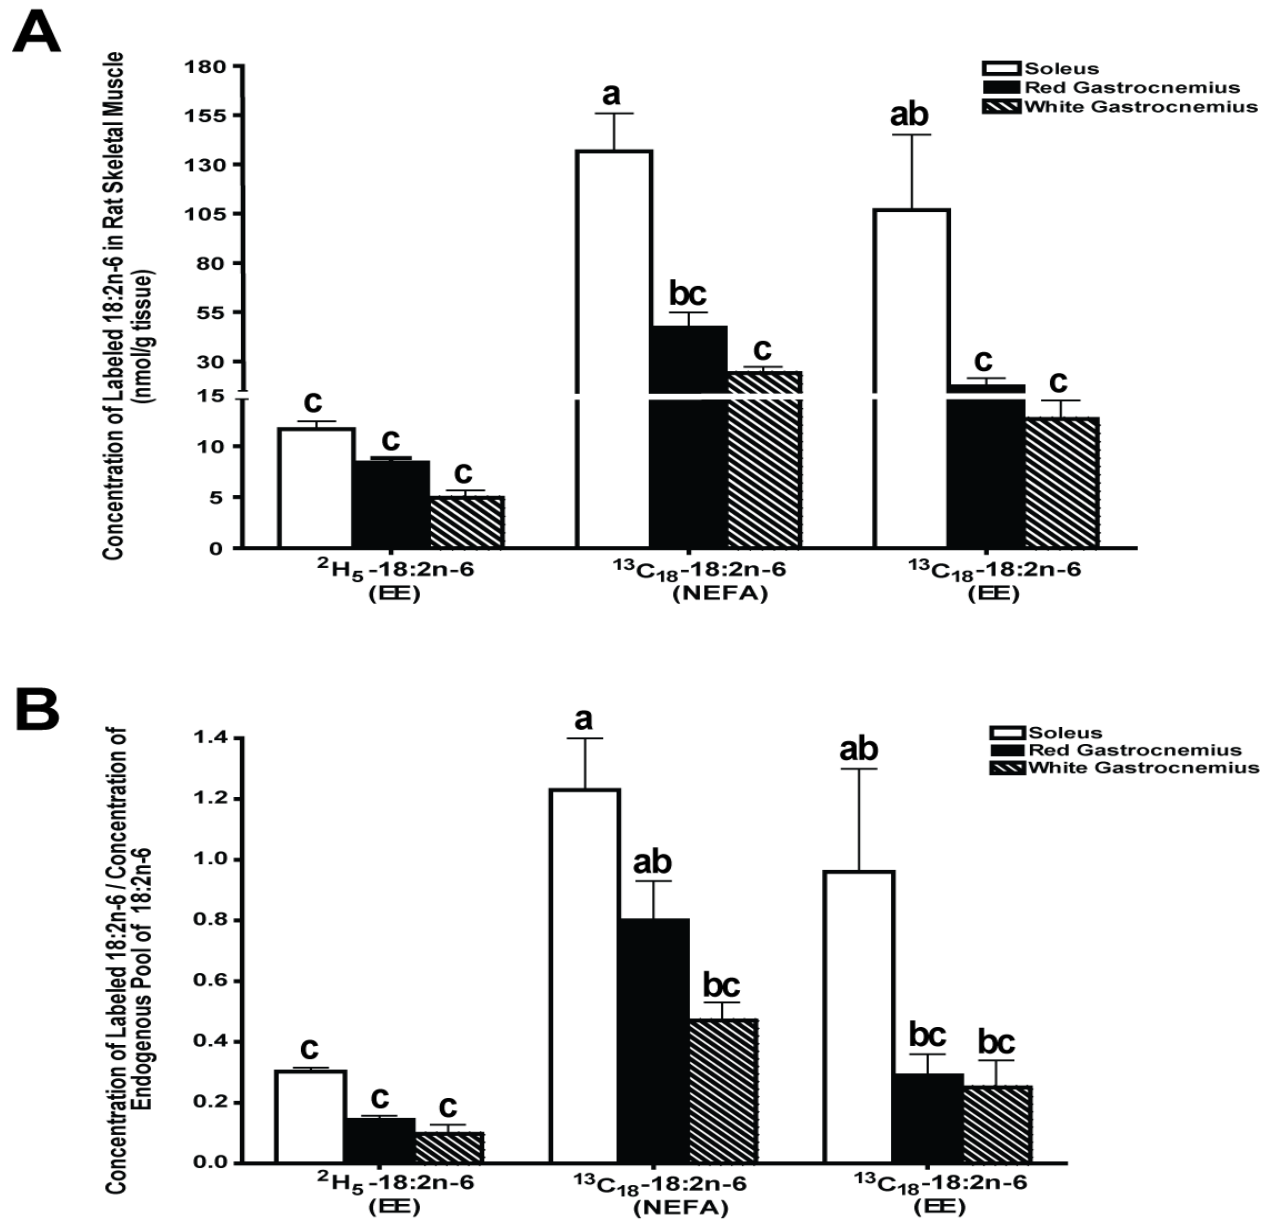 A
Concentration of Labeled 18:2n-6 in Rat Skeletal Muscle
(nmol/g tissue)
180
155
130
105
80
55
30
15
10
5
0
Soleus
Red Gastrocnemius
White Gastrocnemius
c
c
c
a
bc
c
ab
c
c
²H₅-18:2n-6
(EE)
¹³C₁₈-18:2n-6
(NEFA)
¹³C₁₈-18:2n-6
(EE)
B
Concentration of Labeled 18:2n-6 / Concentration of
Endogenous Pool of 18:2n-6
1.4
1.2
1.0
0.8
0.6
0.4
0.2
0.0
Soleus
Red Gastrocnemius
White Gastrocnemius
c
c
c
a
ab
bc
ab
bc
bc
²H₅-18:2n-6
(EE)
¹³C₁₈-18:2n-6
(NEFA)
¹³C₁₈-18:2n-6
(EE)